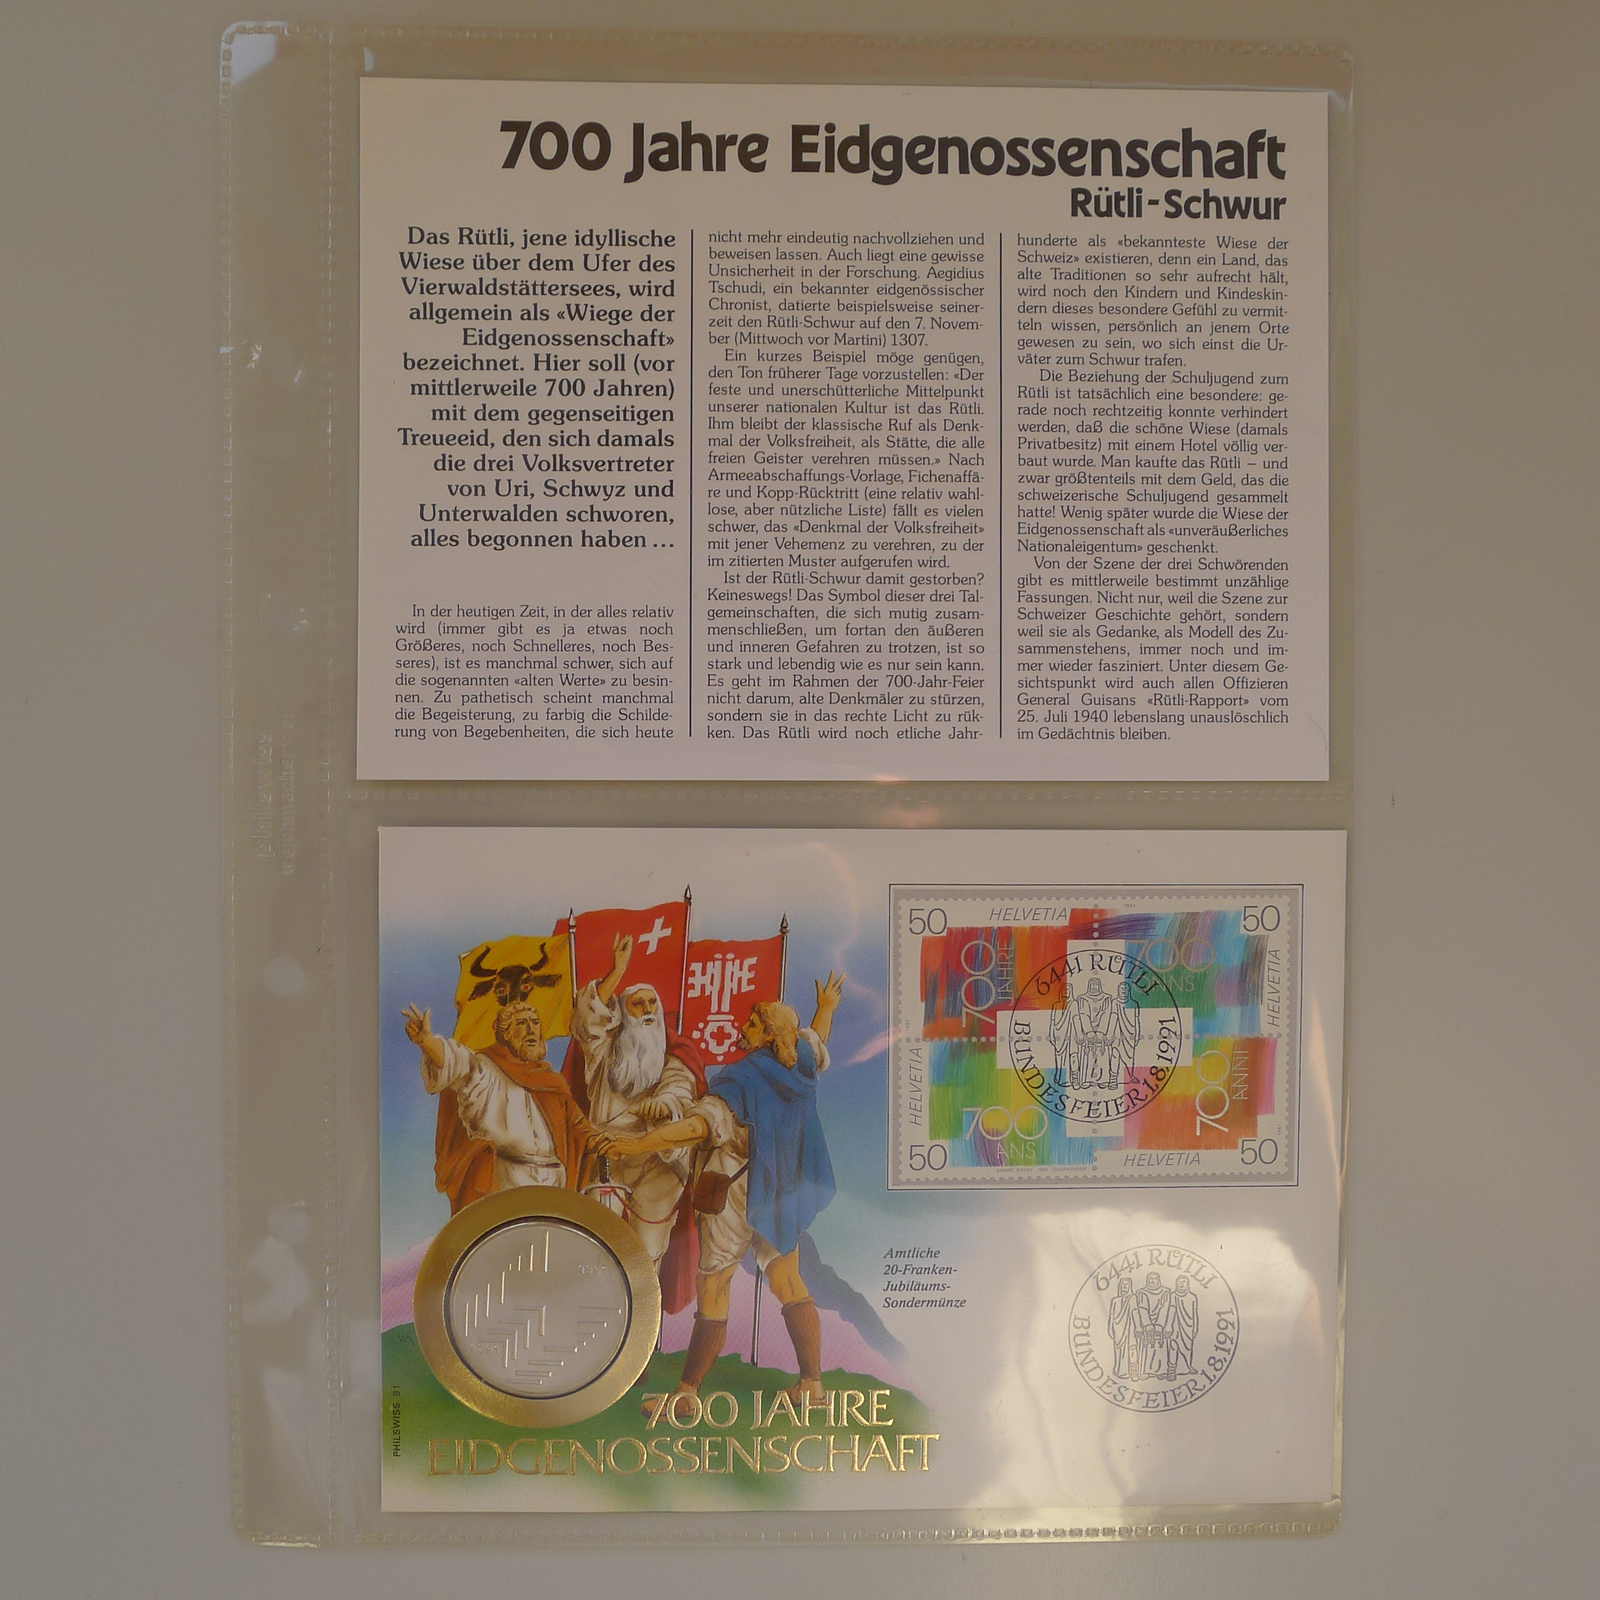 700 Jahre Eidgenossenschaft
Rütli-Schwur
Das Rütli, jene idyllische
Wiese über dem Ufer des
Vierwaldstättersees, wird
allgemein als «Wiege der
Eidgenossenschaft»
bezeichnet. Hier soll (vor
mittlerweile 700 Jahren)
mit dem gegenseitigen
Treueeid, den sich damals
die drei Volksvertreter
von Uri, Schwyz und
Unterwalden schworen,
alles begonnen haben ...
In der heutigen Zeit, in der alles relativ
wird (immer gibt es ja etwas noch
Größeres, noch Schnelleres, noch Bes-
seres), ist es manchmal schwer, sich auf
die sogenannten «alten Werte» zu besin-
nen. Zu pathetisch scheint manchmal
die Begeisterung, zu farbig die Schilde-
rung von Begebenheiten, die sich heute
nicht mehr eindeutig nachvollziehen und
beweisen lassen. Auch liegt eine gewisse
Unsicherheit in der Forschung. Aegidius
Tschudi, ein bekannter eidgenössischer
Chronist, datierte beispielsweise seiner-
zeit den Rütli-Schwur auf den 7. Novem-
ber (Mittwoch vor Martini) 1307.
Ein kurzes Beispiel möge genügen,
den Ton früherer Tage vorzustellen: «Der
feste und unerschütterliche Mittelpunkt
unserer nationalen Kultur ist das Rütli.
Ihm bleibt der klassische Ruf als Denk-
mal der Volksfreiheit, als Stätte, die alle
freien Geister verehren müssen.» Nach
Armeeabschaffungs-Vorlage, Fichenaffä-
re und Kopp-Rücktritt (eine relativ wahl-
lose, aber nützliche Liste) fällt es vielen
schwer, das «Denkmal der Volksfreiheit»
mit jener Vehemenz zu verehren, zu der
im zitierten Muster aufgerufen wird.
Ist der Rütli-Schwur damit gestorben?
Keineswegs! Das Symbol dieser drei Tal-
gemeinschaften, die sich mutig zusam-
menschließen, um fortan den äußeren
und inneren Gefahren zu trotzen, ist so
stark und lebendig wie es nur sein kann.
Es geht im Rahmen der 700-Jahr-Feier
nicht darum, alte Denkmäler zu stürzen,
sondern sie in das rechte Licht zu rük-
ken. Das Rütli wird noch etliche Jahr-
hunderte als «bekannteste Wiese der
Schweiz» existieren, denn ein Land, das
alte Traditionen so sehr aufrecht hält,
wird noch den Kindern und Kindeskin-
dern dieses besondere Gefühl zu vermit-
teln wissen, persönlich an jenem Orte
gewesen zu sein, wo sich einst die Ur-
väter zum Schwur trafen.
Die Beziehung der Schuljugend zum
Rütli ist tatsächlich eine besondere: ge-
rade noch rechtzeitig konnte verhindert
werden, daß die schöne Wiese (damals
Privatbesitz) mit einem Hotel völlig ver-
baut wurde. Man kaufte das Rütli – und
zwar größtenteils mit dem Geld, das die
schweizerische Schuljugend gesammelt
hatte! Wenig später wurde die Wiese der
Eidgenossenschaft als «unveräußerliches
Nationaleigentum» geschenkt.
Von der Szene der drei Schwörenden
gibt es mittlerweile bestimmt unzählige
Fassungen. Nicht nur, weil die Szene zur
Schweizer Geschichte gehört, sondern
weil sie als Gedanke, als Modell des Zu-
sammenstehens, immer noch und im-
mer wieder fasziniert. Unter diesem Ge-
sichtspunkt wird auch allen Offizieren
General Guisans «Rütli-Rapport» vom
25. Juli 1940 lebenslang unauslöschlich
im Gedächtnis bleiben.
50 HELVETIA 50
700 JAHRE
700 ANS
HELVETIA
6441 RÜTLI
BUNDESFEIER 1.8.1991
HELVETIA
700 ANS
700 ANNI
50 HELVETIA 50
Amtliche
20-Franken-
Jubiläums-
Sondermünze
6441 RÜTLI
BUNDESFEIER 1.8.1991
PHILSWISS 91
700 JAHRE
EIDGENOSSENSCHAFT